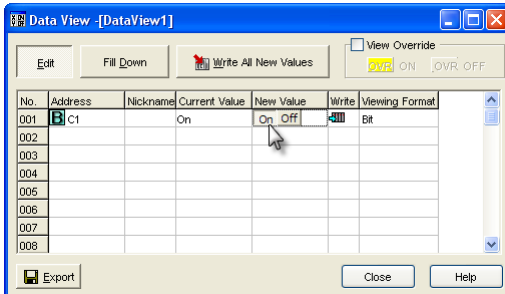 Data View -[DataView1]
View Override
Edit Fill Down Write All New Values OVR ON OVR OFF
No. Address Nickname Current Value New Value Write Viewing Format
001 B C1 On On Off Bit
002
003
004
005
006
007
008
Export Close Help